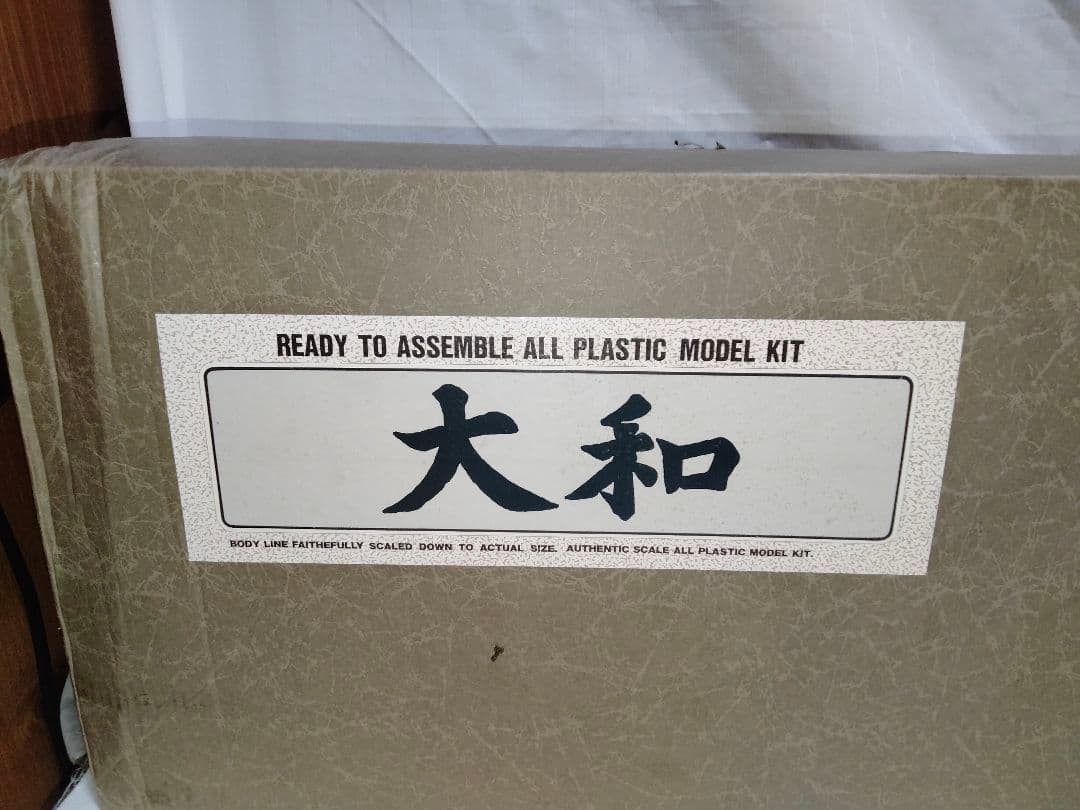 READY TO ASSEMBLE ALL PLASTIC MODEL KIT
大和
BODY LINE FAITHEFULLY SCALED DOWN TO ACTUAL SIZE. AUTHENTIC SCALE ALL PLASTIC MODEL KIT.